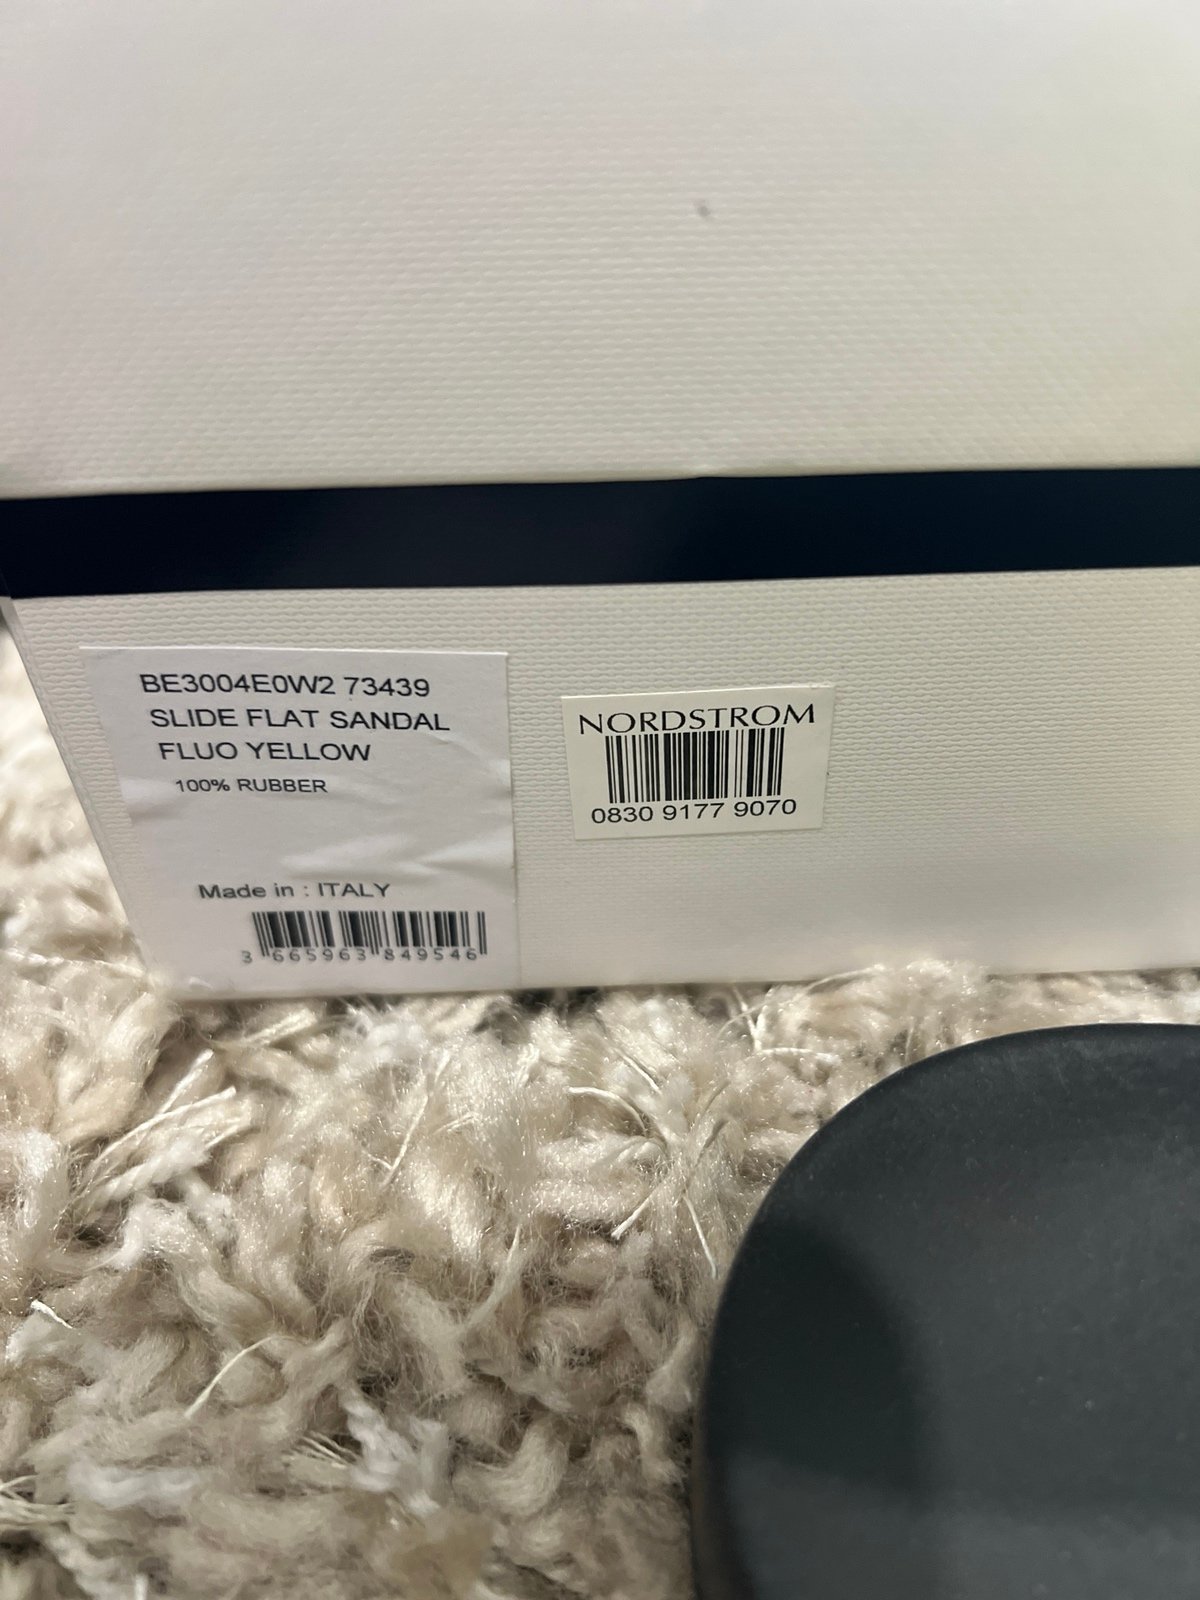 BE3004E0W2 73439
SLIDE FLAT SANDAL
FLUO YELLOW
100% RUBBER
Made in : ITALY
3 665963 849546
NORDSTROM
0830 9177 9070